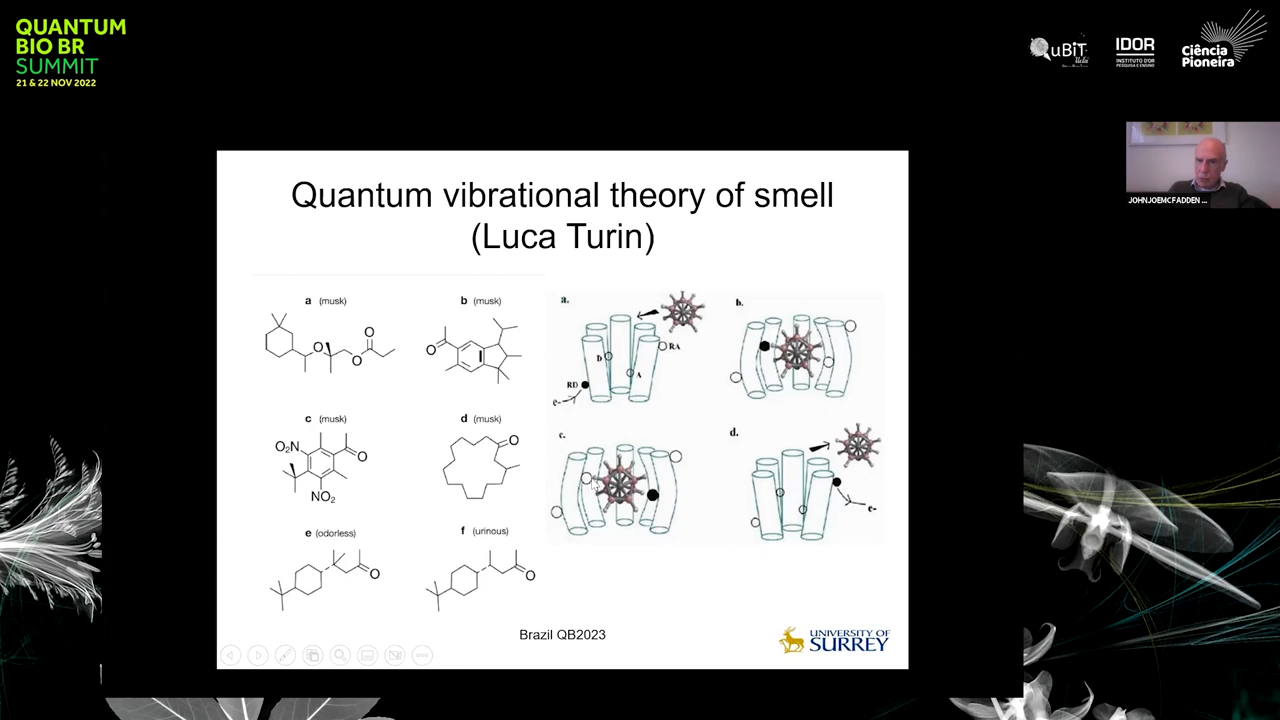 QUANTUM
BIO BR
SUMMIT
21 & 22 NOV 2022
QuBiT
IDOR
INSTITUTO D'OR
PESQUISA E ENSINO
Ciência
Pioneira
JOHNJOEMCFADDEN ...
Quantum vibrational theory of smell
(Luca Turin)
a (musk)
b (musk)
O
O
O
O
c (musk)
d (musk)
O2N
O
NO2
O
e (odorless)
f (urinous)
O
O
a.
RA
D
A
RD
e-
b.
c.
d.
e-
Brazil QB2023
UNIVERSITY OF
SURREY